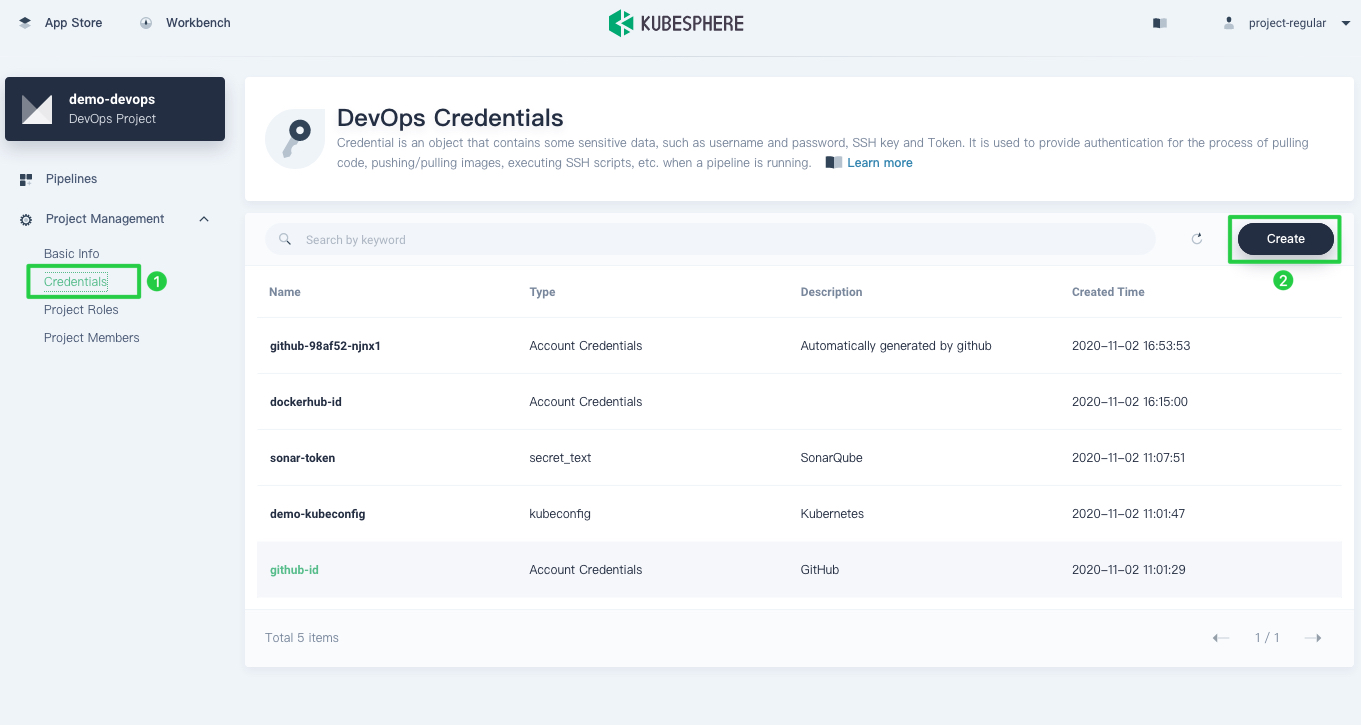 App Store
Workbench
KUBESPHERE
project-regular
demo-devops
DevOps Project
Pipelines
Project Management
Basic Info
Credentials
1
Project Roles
Project Members
DevOps Credentials
Credential is an object that contains some sensitive data, such as username and password, SSH key and Token. It is used to provide authentication for the process of pulling
code, pushing/pulling images, executing SSH scripts, etc. when a pipeline is running. Learn more
Search by keyword
Create
2
Name Type Description Created Time
github-98af52-njnx1 Account Credentials Automatically generated by github 2020-11-02 16:53:53
dockerhub-id Account Credentials 2020-11-02 16:15:00
sonar-token secret_text SonarQube 2020-11-02 11:07:51
demo-kubeconfig kubeconfig Kubernetes 2020-11-02 11:01:47
github-id Account Credentials GitHub 2020-11-02 11:01:29
Total 5 items
1 / 1